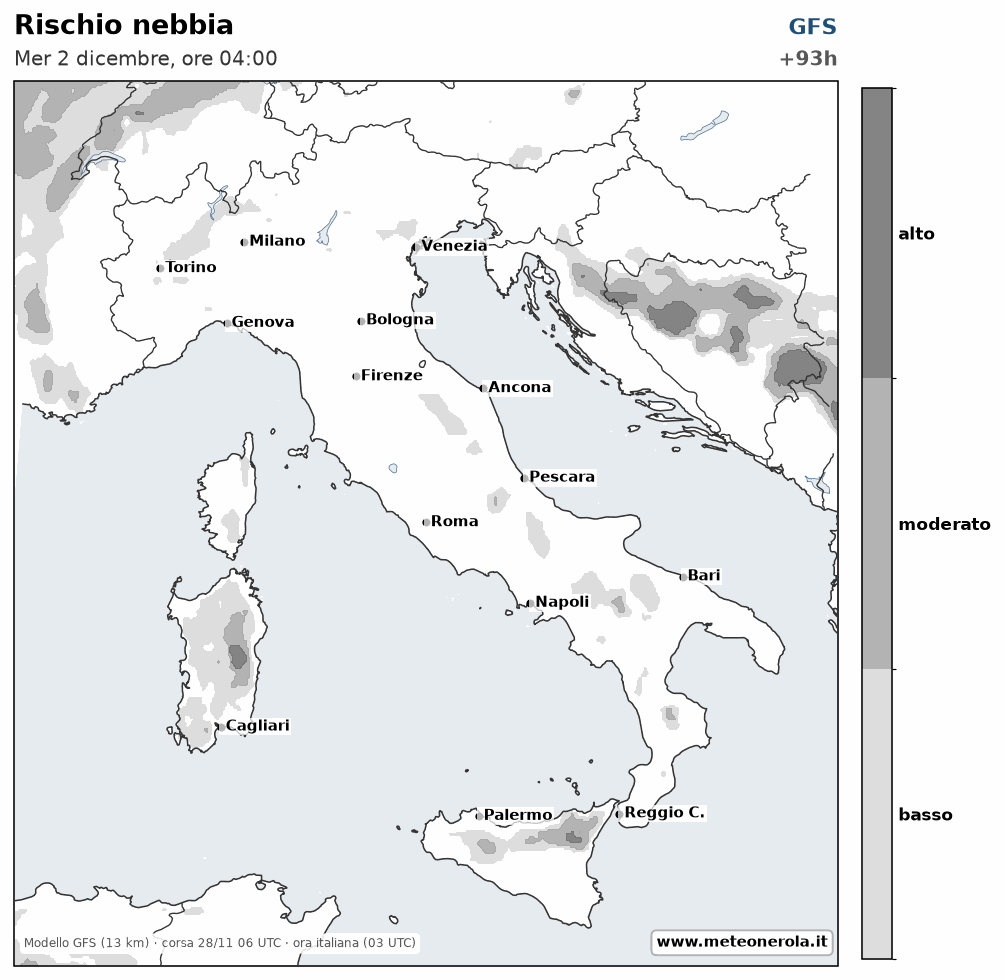 Rischio nebbia
GFS
Mer 2 dicembre, ore 04:00
+93h
alto
Milano
Venezia
Torino
Bologna
Genova
Firenze
Ancona
Pescara
Roma
moderato
Bari
Napoli
Cagliari
Palermo
Reggio C.
basso
Modello GFS (13 km) · corsa 28/11 06 UTC · ora italiana (03 UTC)
www.meteonerola.it